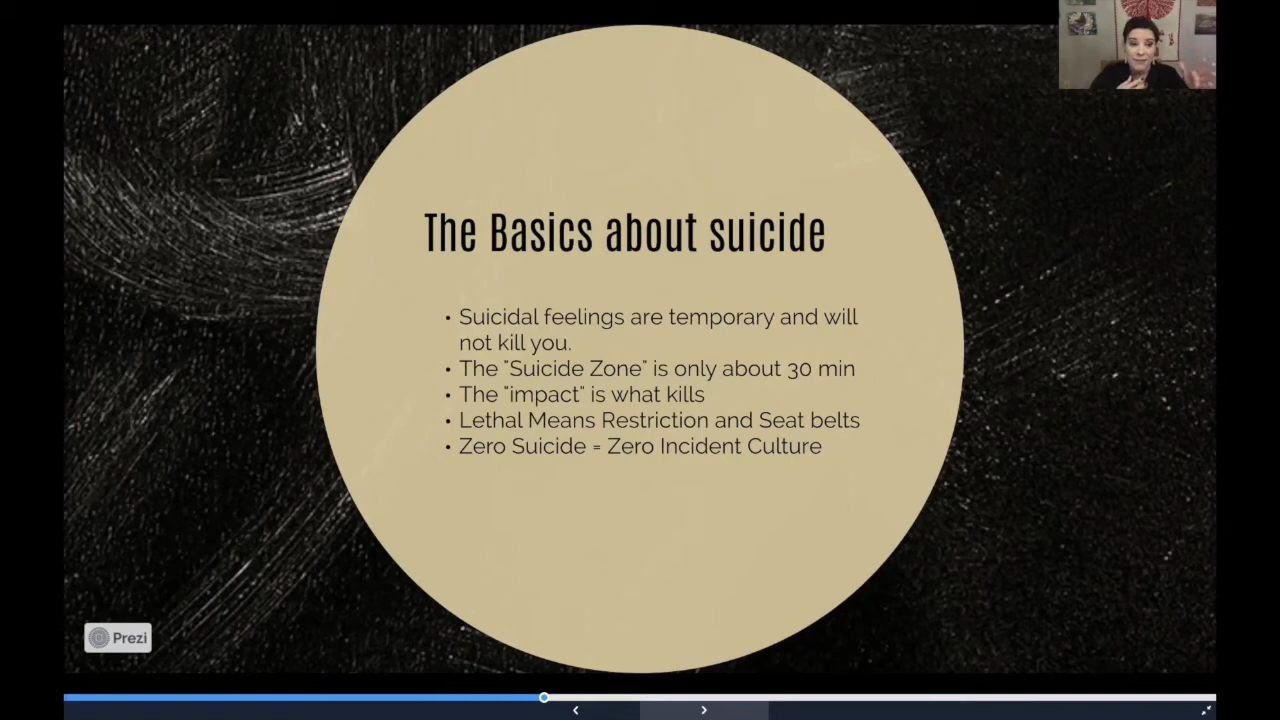 The Basics about suicide
• Suicidal feelings are temporary and will
not kill you.
• The "Suicide Zone" is only about 30 min
• The "impact" is what kills
• Lethal Means Restriction and Seat belts
• Zero Suicide = Zero Incident Culture
Prezi